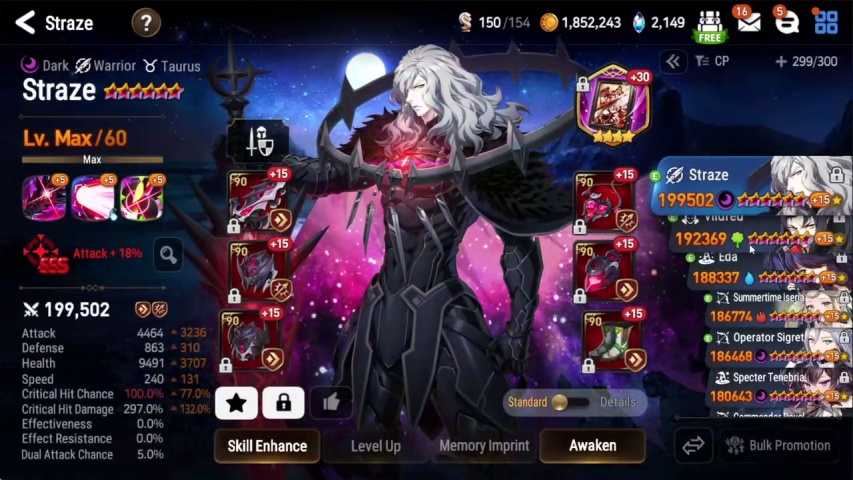 Straze
?
150/154
1,852,243
2,149
FREE
16
5
Dark Warrior Taurus
Straze
Lv. Max/60
Max
+5
+5
+5
SSS
Attack + 18%
199,502
Attack 4464 3236
Defense 863 310
Health 9491 3707
Speed 240 131
Critical Hit Chance 100.0% 77.0%
Critical Hit Damage 297.0% 132.0%
Effectiveness 0.0%
Effect Resistance 0.0%
Dual Attack Chance 5.0%
90 +15
90 +15
90 +15
+30
90 +15
90 +15
90 +15
Standard Details
Skill Enhance
Level Up
Memory Imprint
Awaken
CP
+ 299/300
E Straze
199502 +15
Vildred
192369 +15
E Eda
188337 +15
E Summertime Iseria
186774 +15
E Operator Sigret
186468 +15
Specter Tenebria
180643 +15
Bulk Promotion